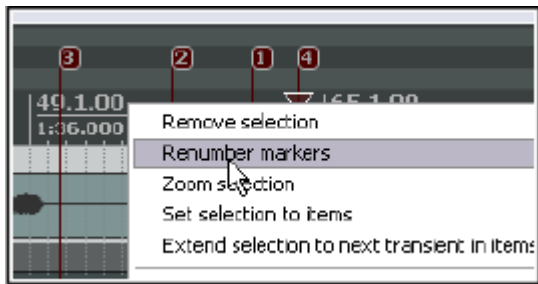 3 2 1 4
49.1.00 65.1.00
1:36.000
Remove selection
Renumber markers
Zoom selection
Set selection to items
Extend selection to next transient in items